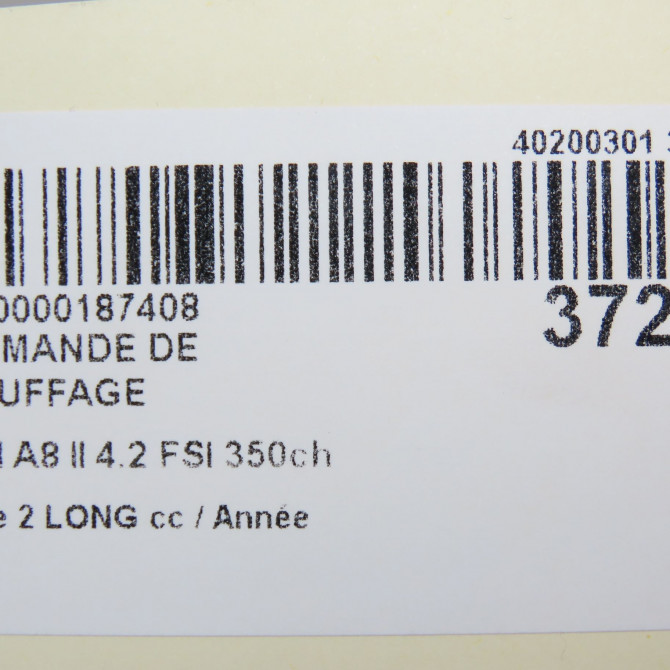 40200301
0000187408
372
MANDE DE
UFFAGE
A8 II 4.2 FSI 350ch
e 2 LONG cc / Année